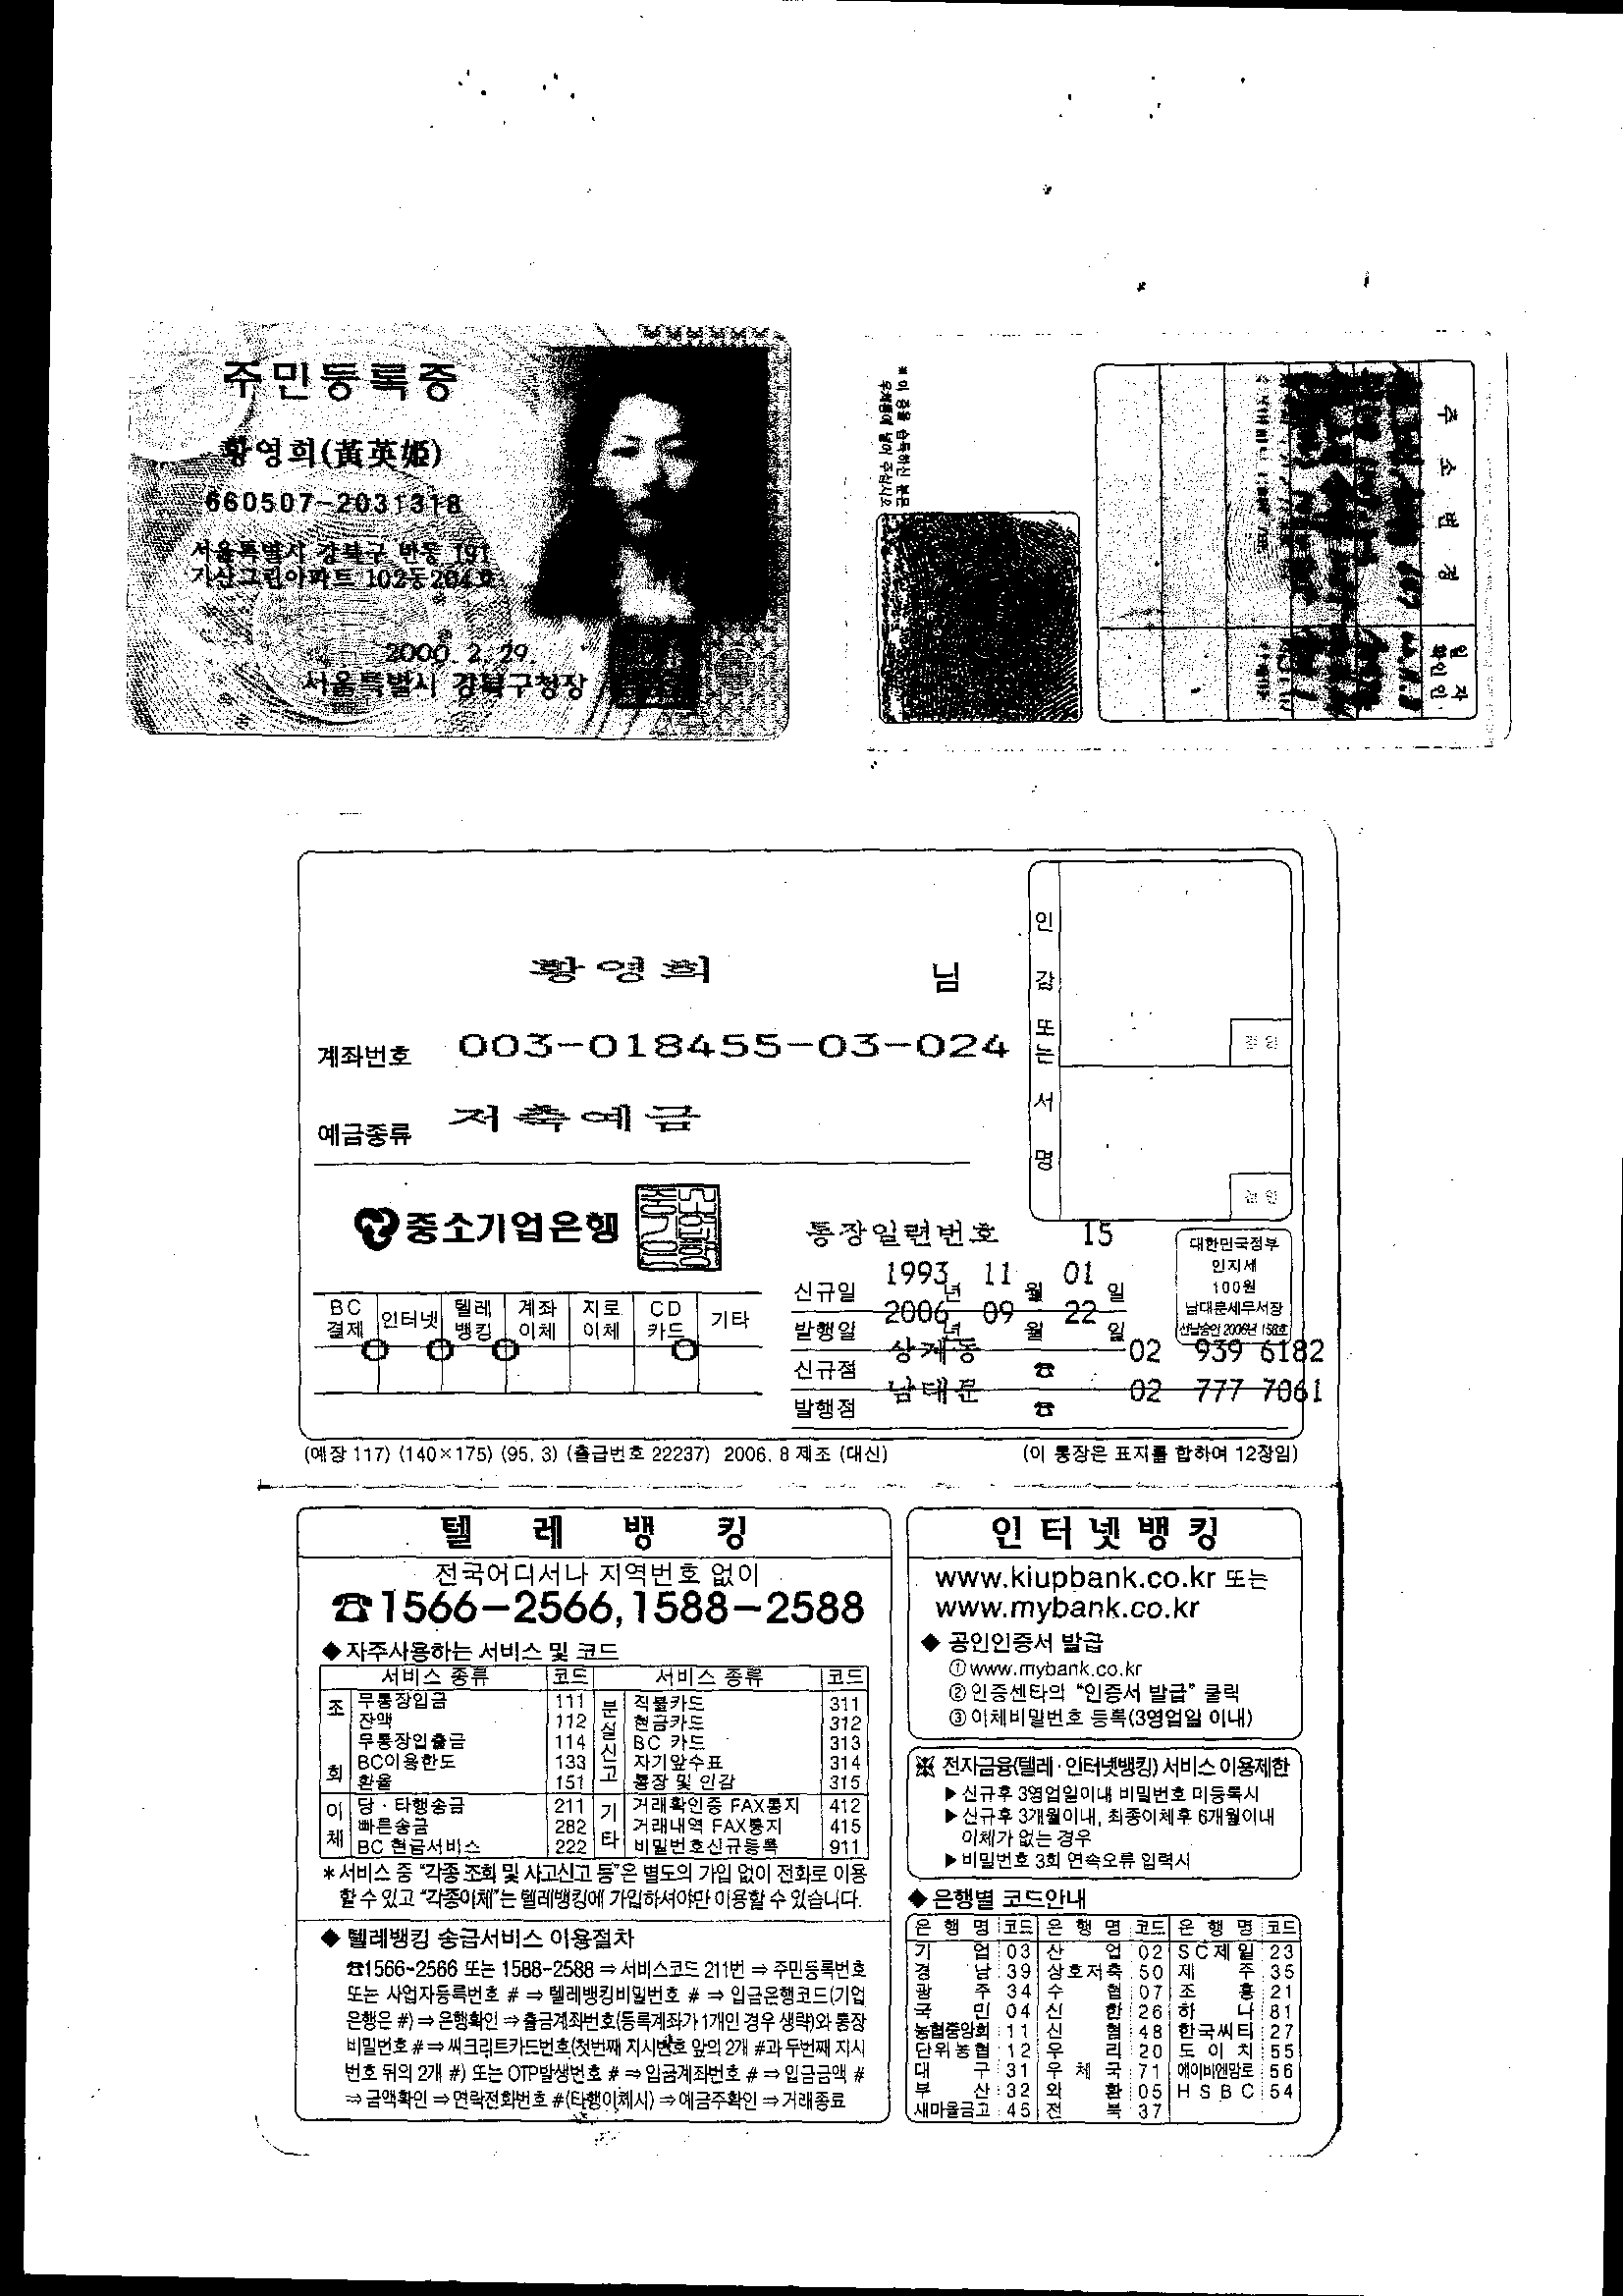 주민등록증
황영희(黃英姬)
660507-2031318
서울특별시 강북구 번동 191
기산그린아파트 102동204호
2000. 2. 29.
서울특별시 강북구청장
※ 이 증을 습득하신 분은
우체통에 넣어 주십시오
주 소 변 경
일 자
확인인
황영희 님
계좌번호 003-018455-03-024
예금종류 저축예금
인 감 또 는 서 명
중소기업은행
통장일련번호 15
신규일 1993년 11월 01일
발행일 2006년 09월 22일
신규점 상계동 ☎ 02 939 6182
발행점 남대문 ☎ 02 777 7061
대한민국정부
인지세
100원
남대문세무서장
BC결제 인터넷 텔레뱅킹 계좌이체 지로이체 CD카드 기타
(예장 117) (140×175) (95. 3) (출급번호 22237) 2006. 8 제조 (대신)
(이 통장은 표지를 합하여 12장임)
텔 레 뱅 킹
전국어디서나 지역번호 없이
☎1566-2566, 1588-2588
◆ 자주사용하는 서비스 및 코드
서비스 종류 코드 서비스 종류 코드
조회 무통장입금 111 분실신고 직불카드 311
잔액 112 현금카드 312
무통장입출금 114 BC 카드 313
BC이용한도 133 자기앞수표 314
환율 151 통장 및 인감 315
이체 당·타행송금 211 기타 거래확인증 FAX통지 412
빠른송금 282 거래내역 FAX통지 415
BC 현금서비스 222 비밀번호신규등록 911
*서비스 중 "각종 조회 및 사고신고 등"은 별도의 가입 없이 전화로 이용
할 수 있고 "각종이체"는 텔레뱅킹에 가입하셔야만 이용할 수 있습니다.
◆ 텔레뱅킹 송금서비스 이용절차
☎1566-2566 또는 1588-2588 ⇒ 서비스코드 211번 ⇒ 주민등록번호
또는 사업자등록번호 # ⇒ 텔레뱅킹비밀번호 # ⇒ 입금은행코드(기업
은행은 #) ⇒ 은행확인 ⇒ 출금계좌번호(등록계좌가 1개인 경우 생략)와 통장
비밀번호 # ⇒ 씨크리트카드번호(첫번째 지시번호 앞의 2개 #과 두번째 지시
번호 뒤의 2개 #) 또는 OTP발생번호 # ⇒ 입금계좌번호 # ⇒ 입금금액 #
⇒ 금액확인 ⇒ 연락전화번호 #(타행이체시) ⇒ 예금주확인 ⇒ 거래종료
인 터 넷 뱅 킹
www.kiupbank.co.kr 또는
www.mybank.co.kr
◆ 공인인증서 발급
①www.mybank.co.kr
②인증센타의 "인증서 발급" 클릭
③이체비밀번호 등록(3영업일 이내)
※ 전자금융(텔레·인터넷뱅킹) 서비스 이용제한
▶신규후 3영업일이내 비밀번호 미등록시
▶신규후 3개월이내, 최종이체후 6개월이내
이체가 없는 경우
▶비밀번호 3회 연속오류 입력시
◆ 은행별 코드안내
은 행 명 코드 은 행 명 코드 은 행 명 코드
기 업 03 산 업 02 SC제일 23
경 남 39 상호저축 50 제 주 35
광 주 34 수 협 07 조 흥 21
국 민 04 신 한 26 하 나 81
농협중앙회 11 신 협 48 한국씨티 27
단위농협 12 우 리 20 도 이 치 55
대 구 31 우 체 국 71 에이비엔암로 56
부 산 32 외 환 05 H S B C 54
새마을금고 45 전 북 37